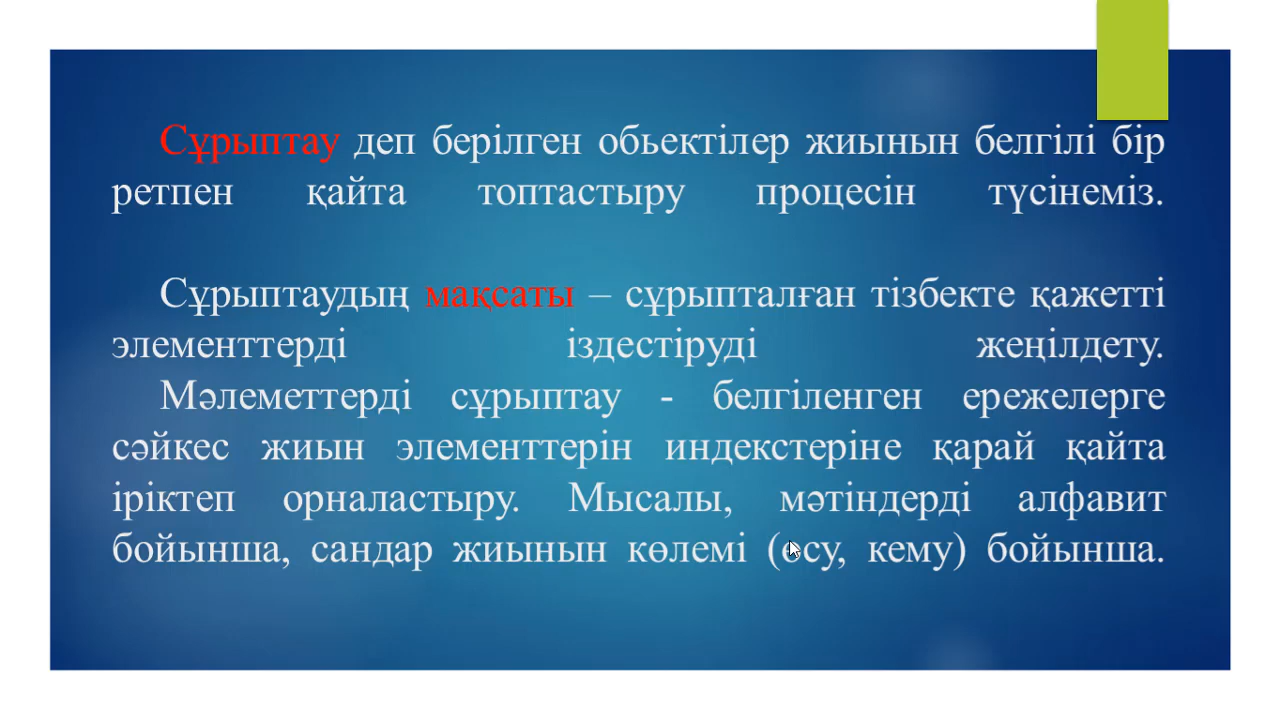 Сұрыптау деп берілген обьектілер жиынын белгілі бір
ретпен қайта топтастыру процесін түсінеміз.
Сұрыптаудың мақсаты – сұрыпталған тізбекте қажетті
элементтерді іздестіруді жеңілдету.
Мәлеметтерді сұрыптау - белгіленген ережелерге
сәйкес жиын элементтерін индекстеріне қарай қайта
іріктеп орналастыру. Мысалы, мәтіндерді алфавит
бойынша, сандар жиынын көлемі (өсу, кему) бойынша.